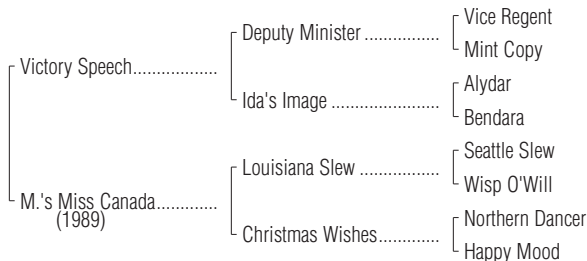 Vice Regent
Deputy Minister ................
Mint Copy
Victory Speech..................
Alydar
Ida's Image .......................
Bendara
Seattle Slew
Louisiana Slew .................
Wisp O'Will
M.'s Miss Canada.............
(1989)
Northern Dancer
Christmas Wishes.............
Happy Mood